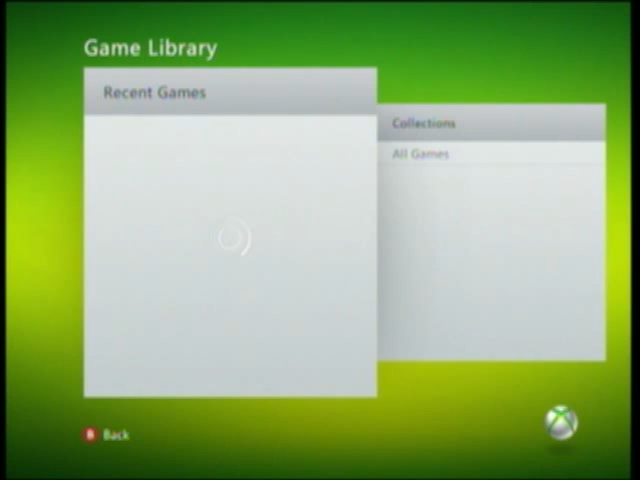 Game Library
Recent Games
Collections
All Games
B Back